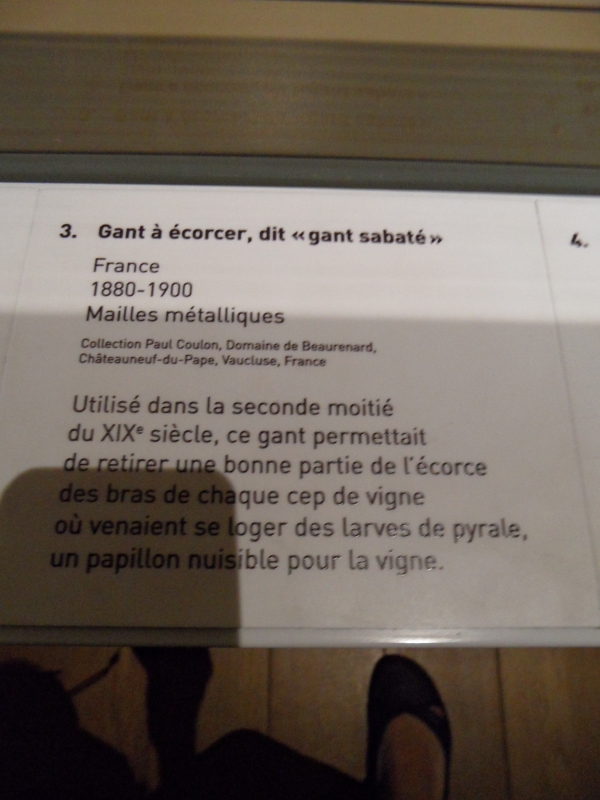 3. Gant à écorcer, dit «gant sabaté»
France
1880-1900
Mailles métalliques
Collection Paul Coulon, Domaine de Beaurenard,
Châteauneuf-du-Pape, Vaucluse, France
Utilisé dans la seconde moitié
du XIXe siècle, ce gant permettait
de retirer une bonne partie de l'écorce
des bras de chaque cep de vigne
où venaient se loger des larves de pyrale,
un papillon nuisible pour la vigne.
4.